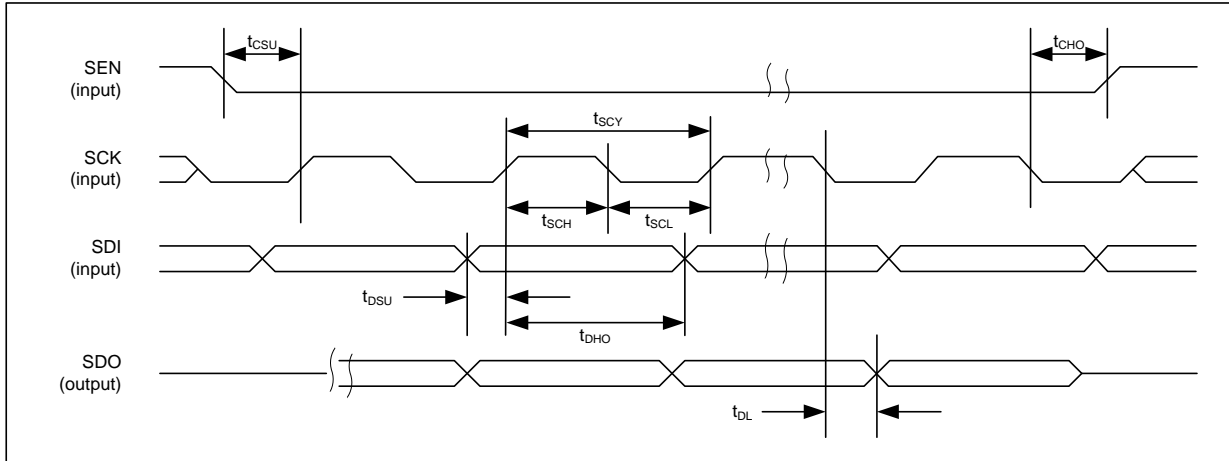 tCSU
tCHO
SEN
(input)
tSCY
SCK
(input)
tSCH
tSCL
SDI
(input)
tDSU
tDHO
SDO
(output)
tDL